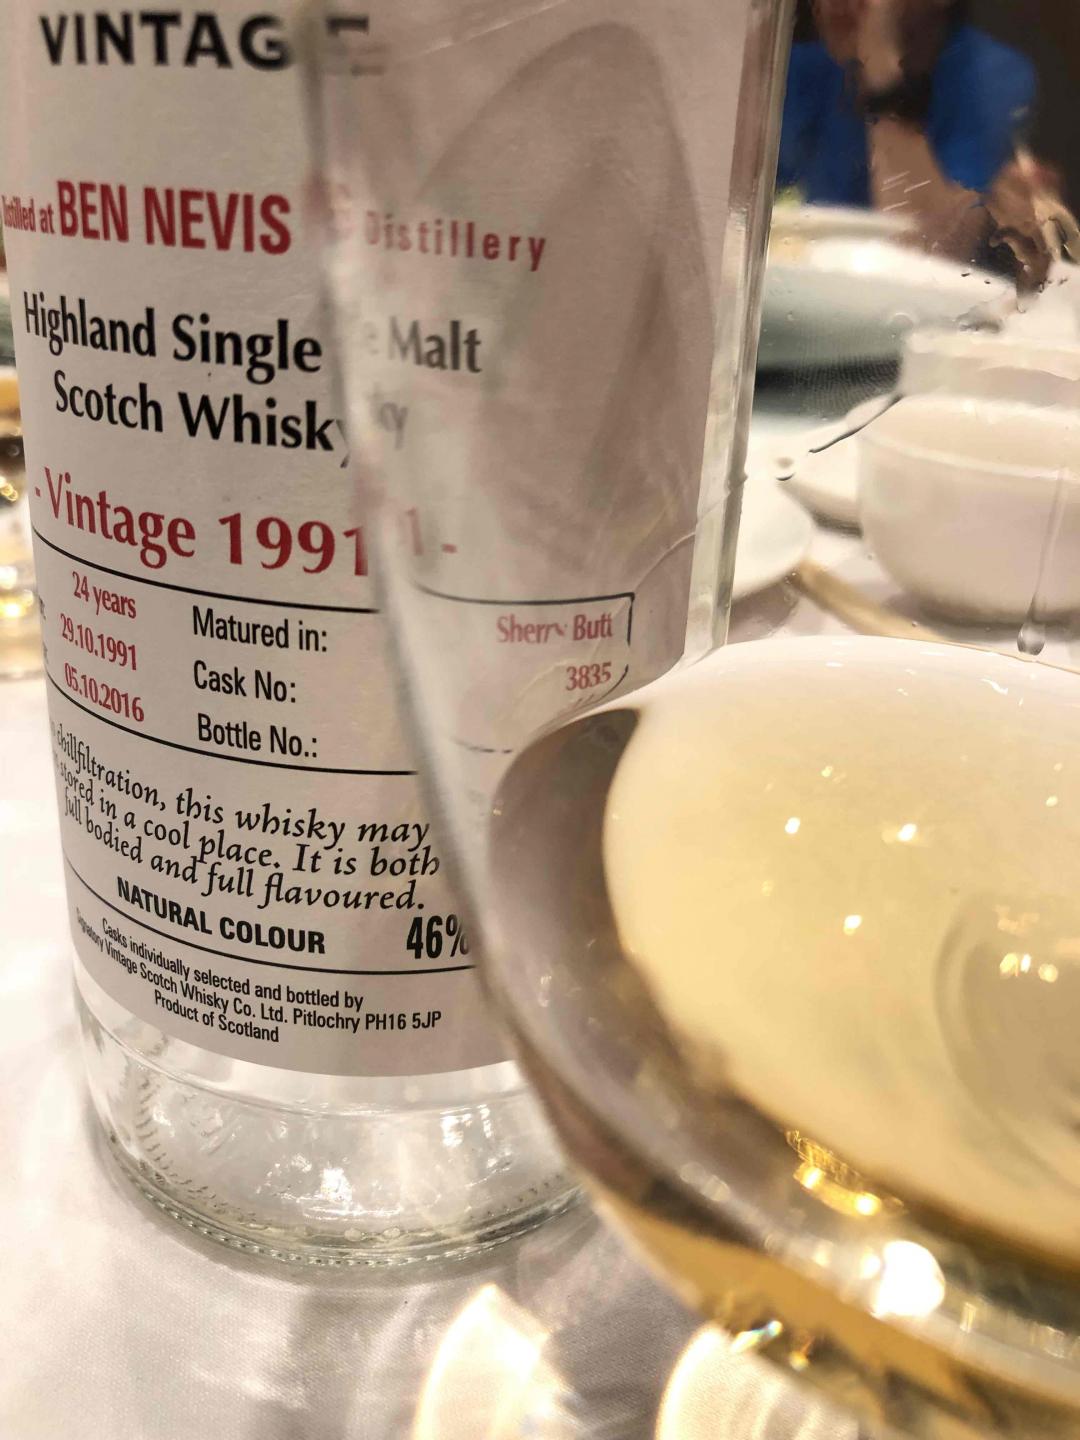 VINTAGE
Distilled at BEN NEVIS Distillery
Highland Single Malt
Scotch Whisky
- Vintage 1991 -
24 years Matured in: Sherry Butt
29.10.1991 Cask No: 3835
05.10.2016 Bottle No.:
chillfiltration, this whisky may
stored in a cool place. It is both
full bodied and full flavoured.
NATURAL COLOUR 46%
Casks individually selected and bottled by
Signatory Vintage Scotch Whisky Co. Ltd. Pitlochry PH16 5JP
Product of Scotland